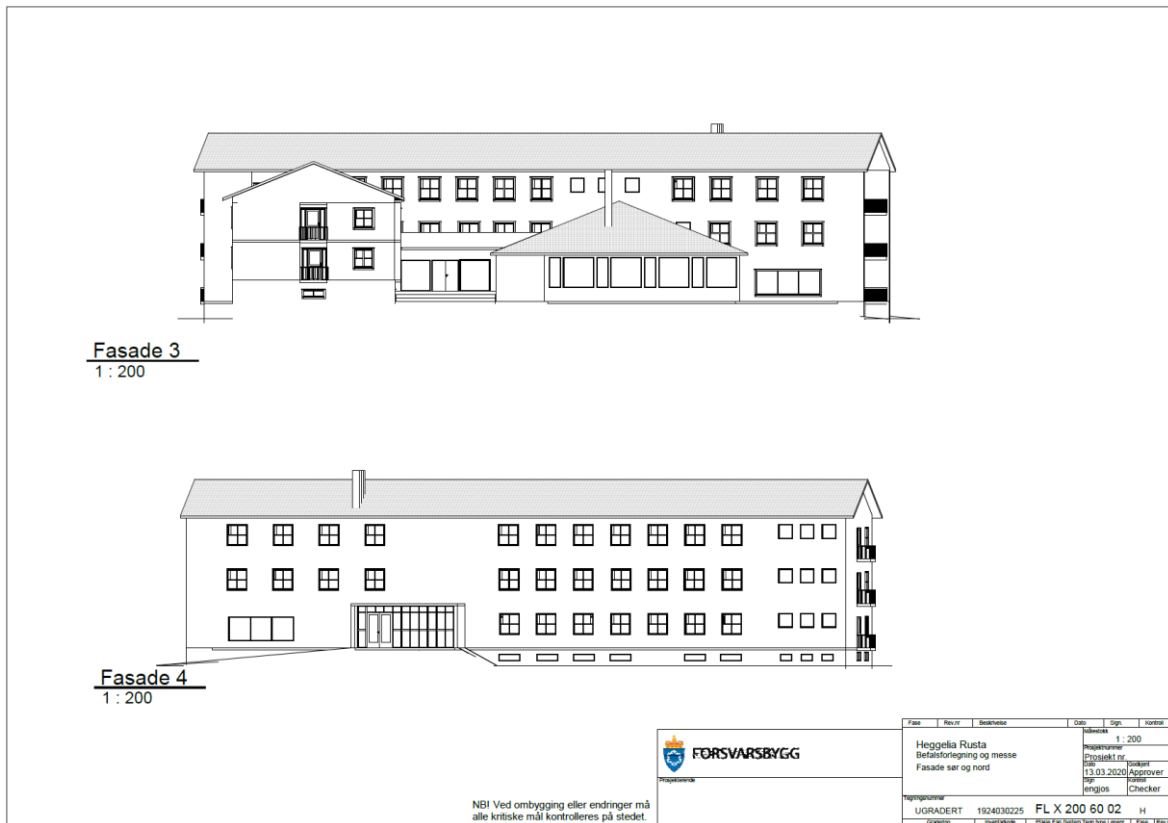 Fasade 3
1 : 200
Fasade 4
1 : 200
NB! Ved ombygging eller endringer må
alle kritiske mål kontrolleres på stedet.
FORSVARSBYGG
Prosjekterende
Fase Rev.nr Beskrivelse Dato Sign. Kontroll
Heggelia Rusta
Befalsforlegning og messe
Fasade sør og nord
Målestokk
1 : 200
Prosjektnummer
Prosjekt nr.
Dato Godkjent
13.03.2020 Approver
Sign Kontroll
engjos Checker
Tegningsnummer
UGRADERT 1924030225 FL X 200 60 02 H
Gradering